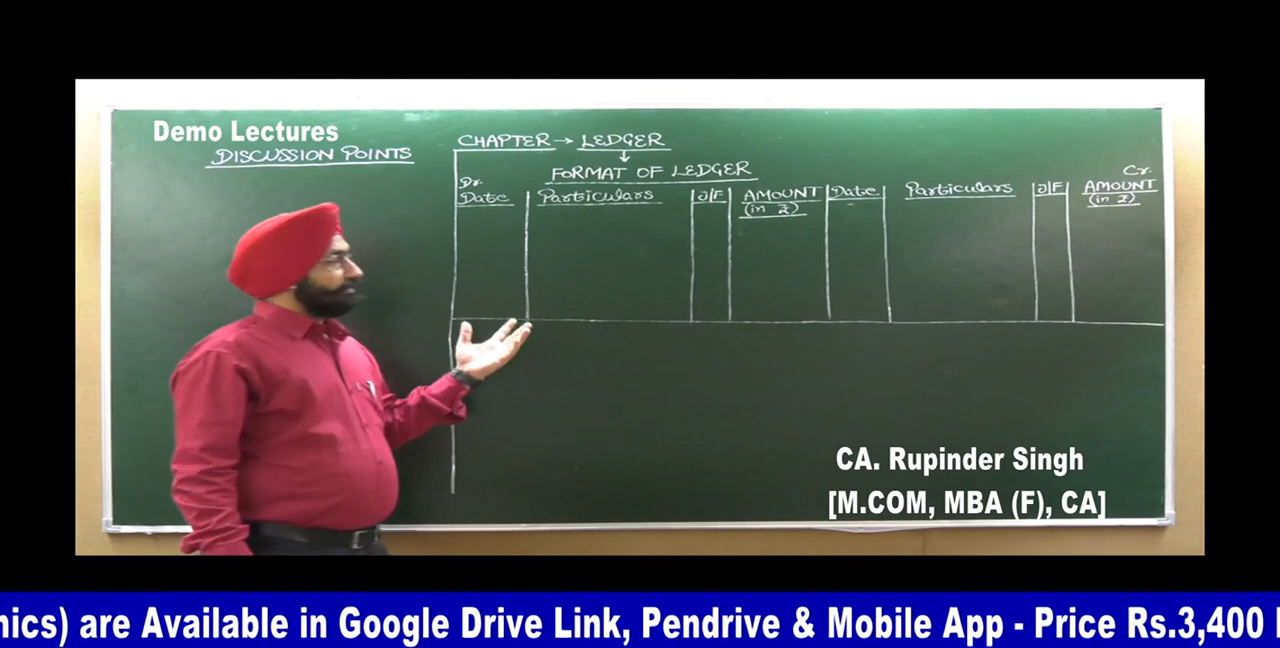 Demo Lectures
DISCUSSION POINTS
CHAPTER → LEDGER
↓
FORMAT OF LEDGER
Dr. Cr.
Date Particulars J/F AMOUNT (in ₹) Date Particulars J/F AMOUNT (in ₹)
CA. Rupinder Singh
[M.COM, MBA (F), CA]
nics) are Available in Google Drive Link, Pendrive & Mobile App - Price Rs.3,400